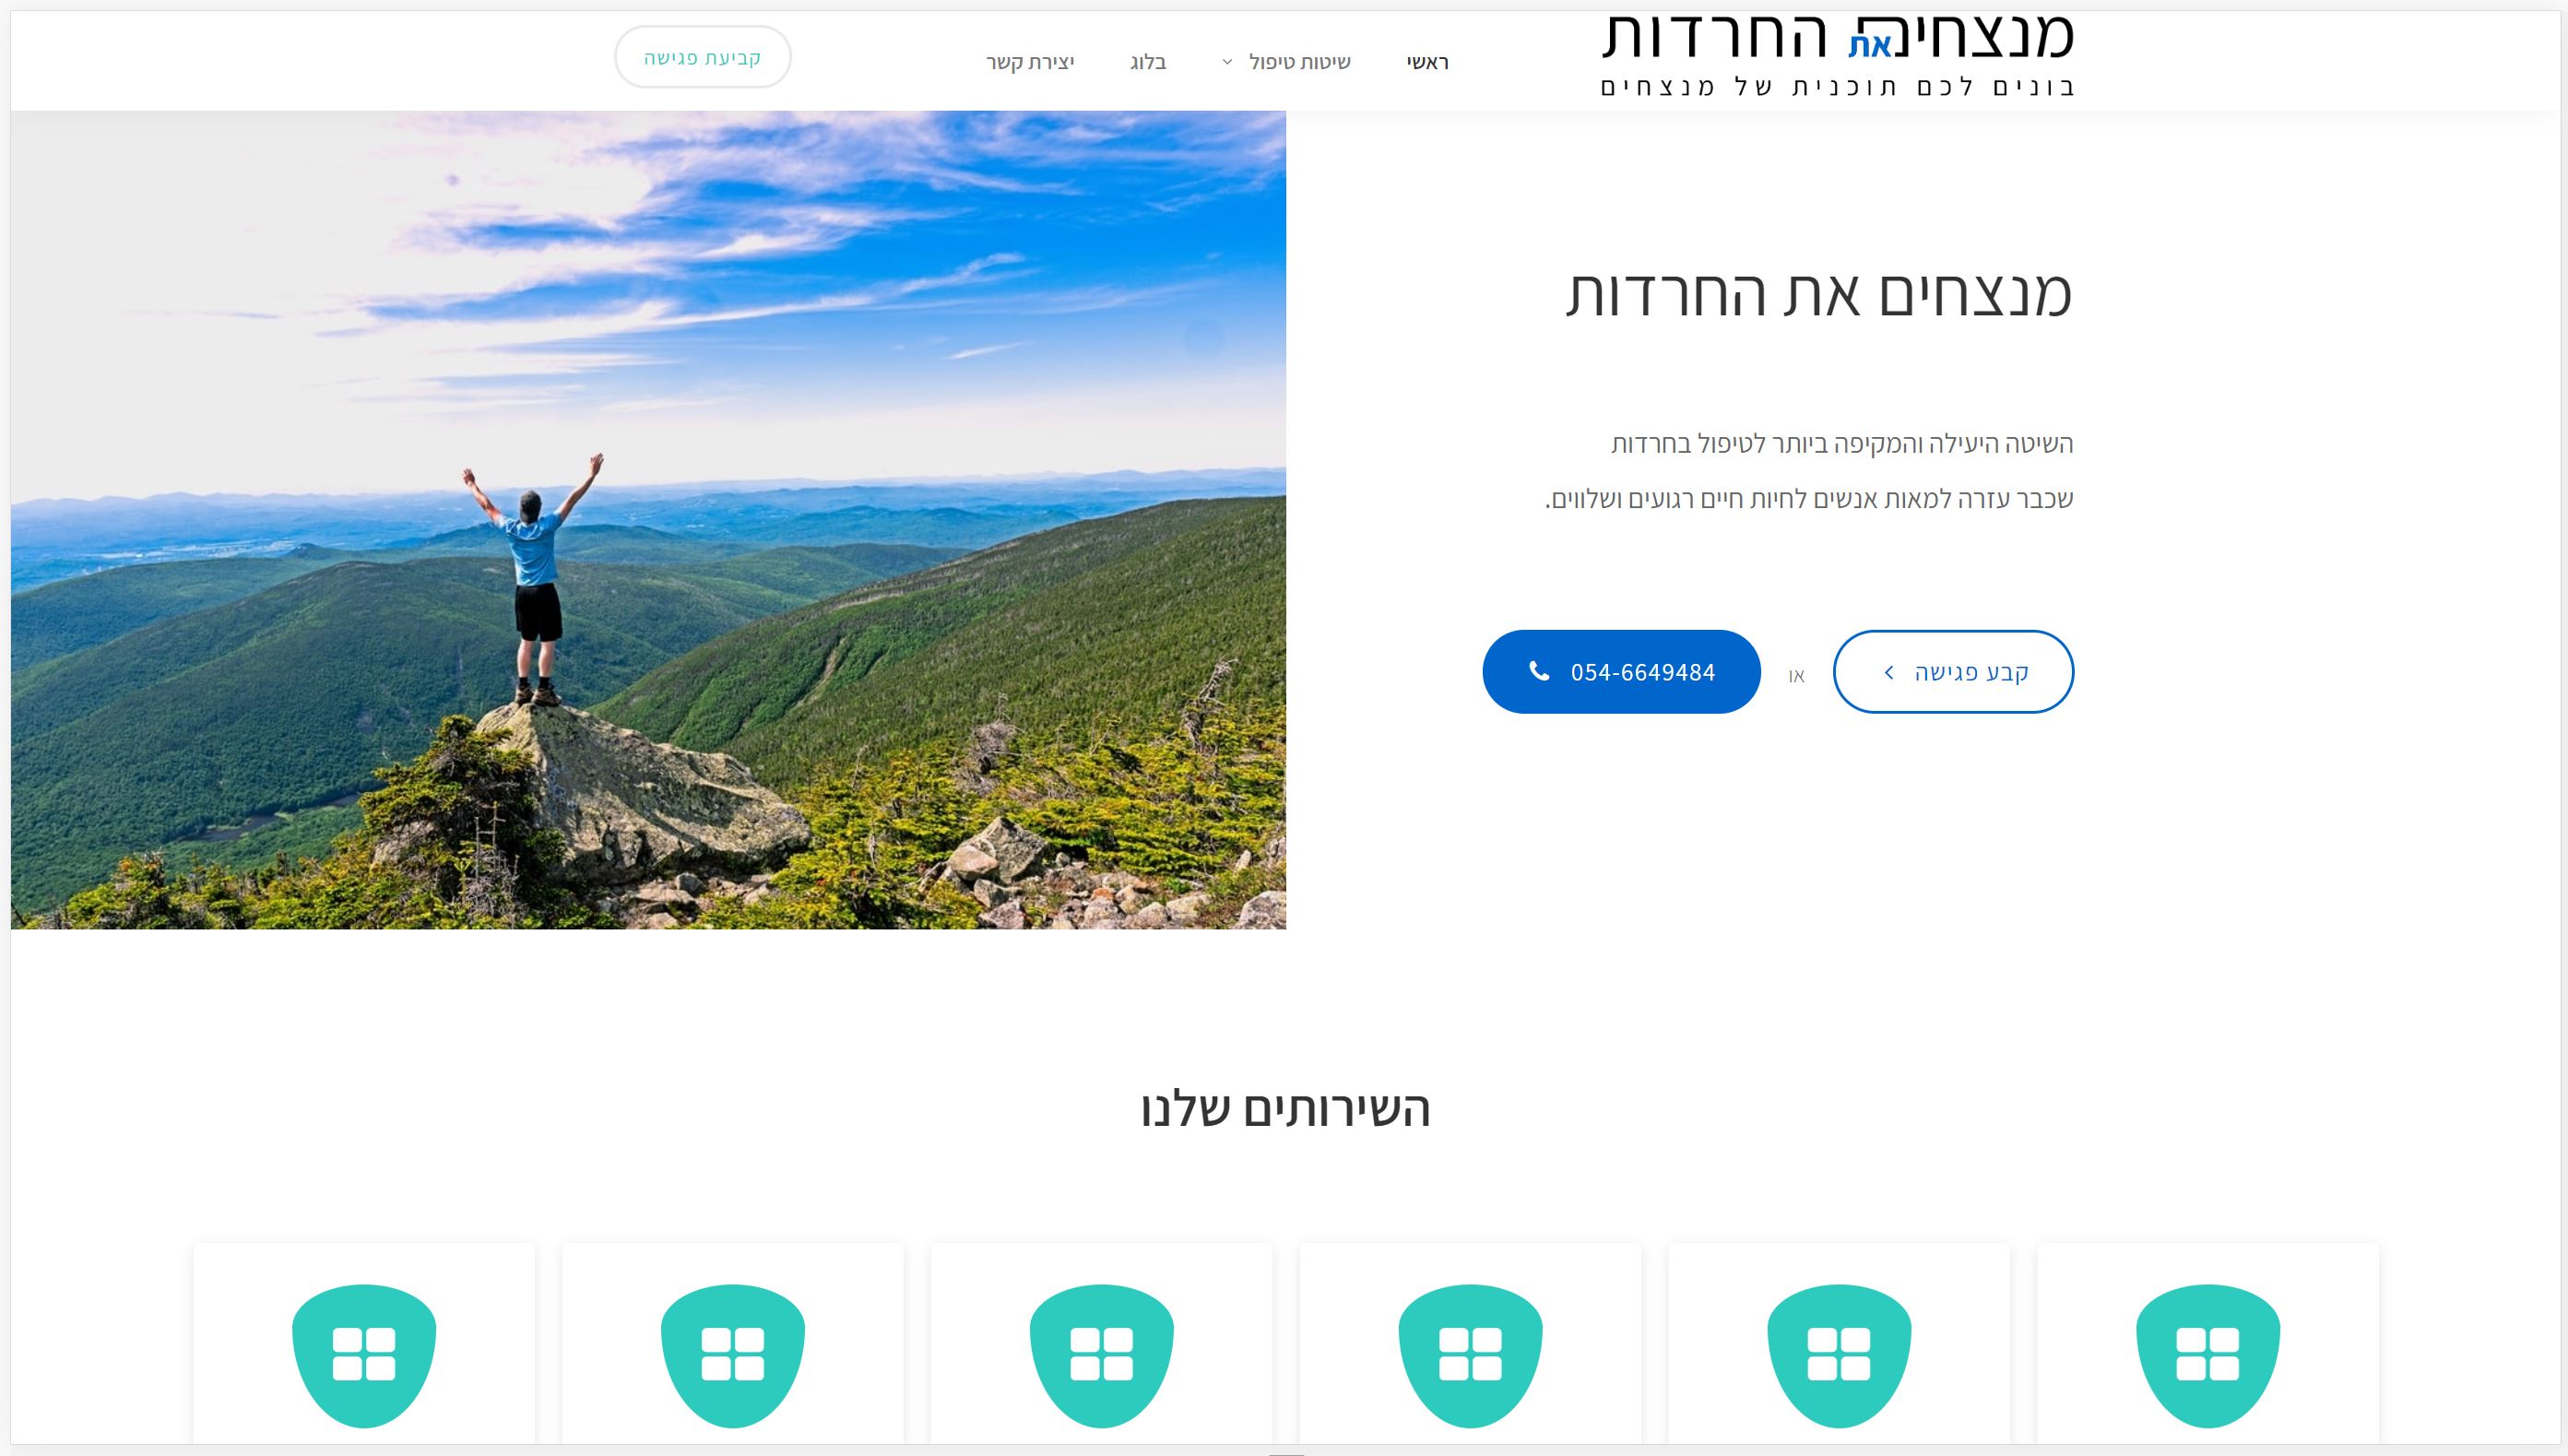 מנצחים את החרדות
בונים לכם תוכנית של מנצחים
ראשי
שיטות טיפול
בלוג
יצירת קשר
קביעת פגישה
מנצחים את החרדות
השיטה היעילה והמקיפה ביותר לטיפול בחרדות
שכבר עזרה למאות אנשים לחיות חיים רגועים ושלווים.
קבע פגישה
או
054-6649484
השירותים שלנו